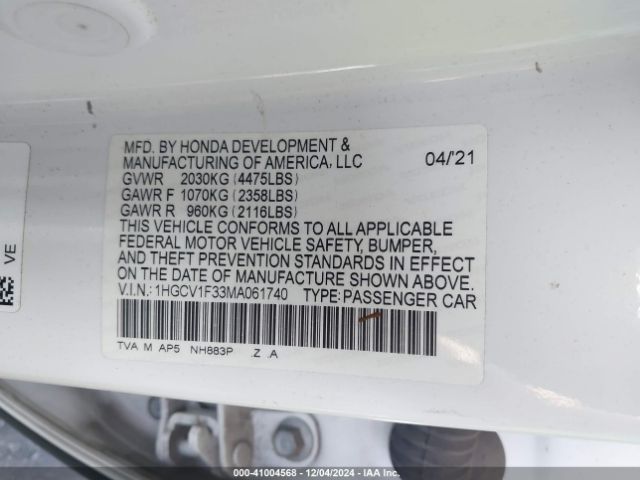 MFD. BY HONDA DEVELOPMENT &
MANUFACTURING OF AMERICA, LLC 04/'21
GVWR 2030KG (4475LBS)
GAWR F 1070KG (2358LBS)
GAWR R 960KG (2116LBS)
THIS VEHICLE CONFORMS TO ALL APPLICABLE
FEDERAL MOTOR VEHICLE SAFETY, BUMPER,
AND THEFT PREVENTION STANDARDS IN EFFECT
ON THE DATE OF MANUFACTURE SHOWN ABOVE.
V.I.N.: 1HGCV1F33MA061740 TYPE: PASSENGER CAR
TVA M AP5 NH883P .Z .A
VE
000-41004568 - 12/04/2024 - IAA Inc.